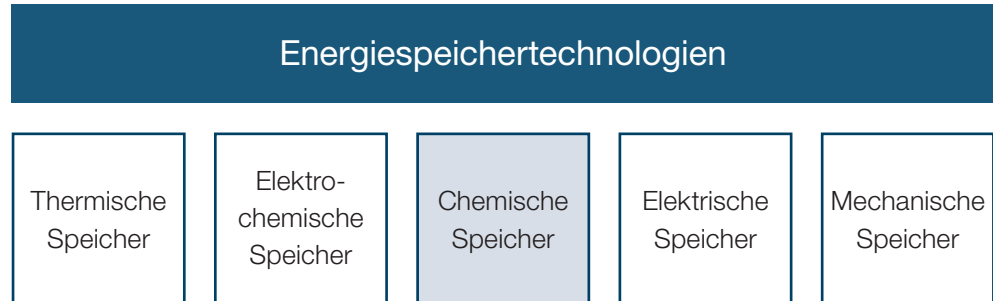 Energiespeichertechnologien
Thermische
Speicher
Elektro-
chemische
Speicher
Chemische
Speicher
Elektrische
Speicher
Mechanische
Speicher